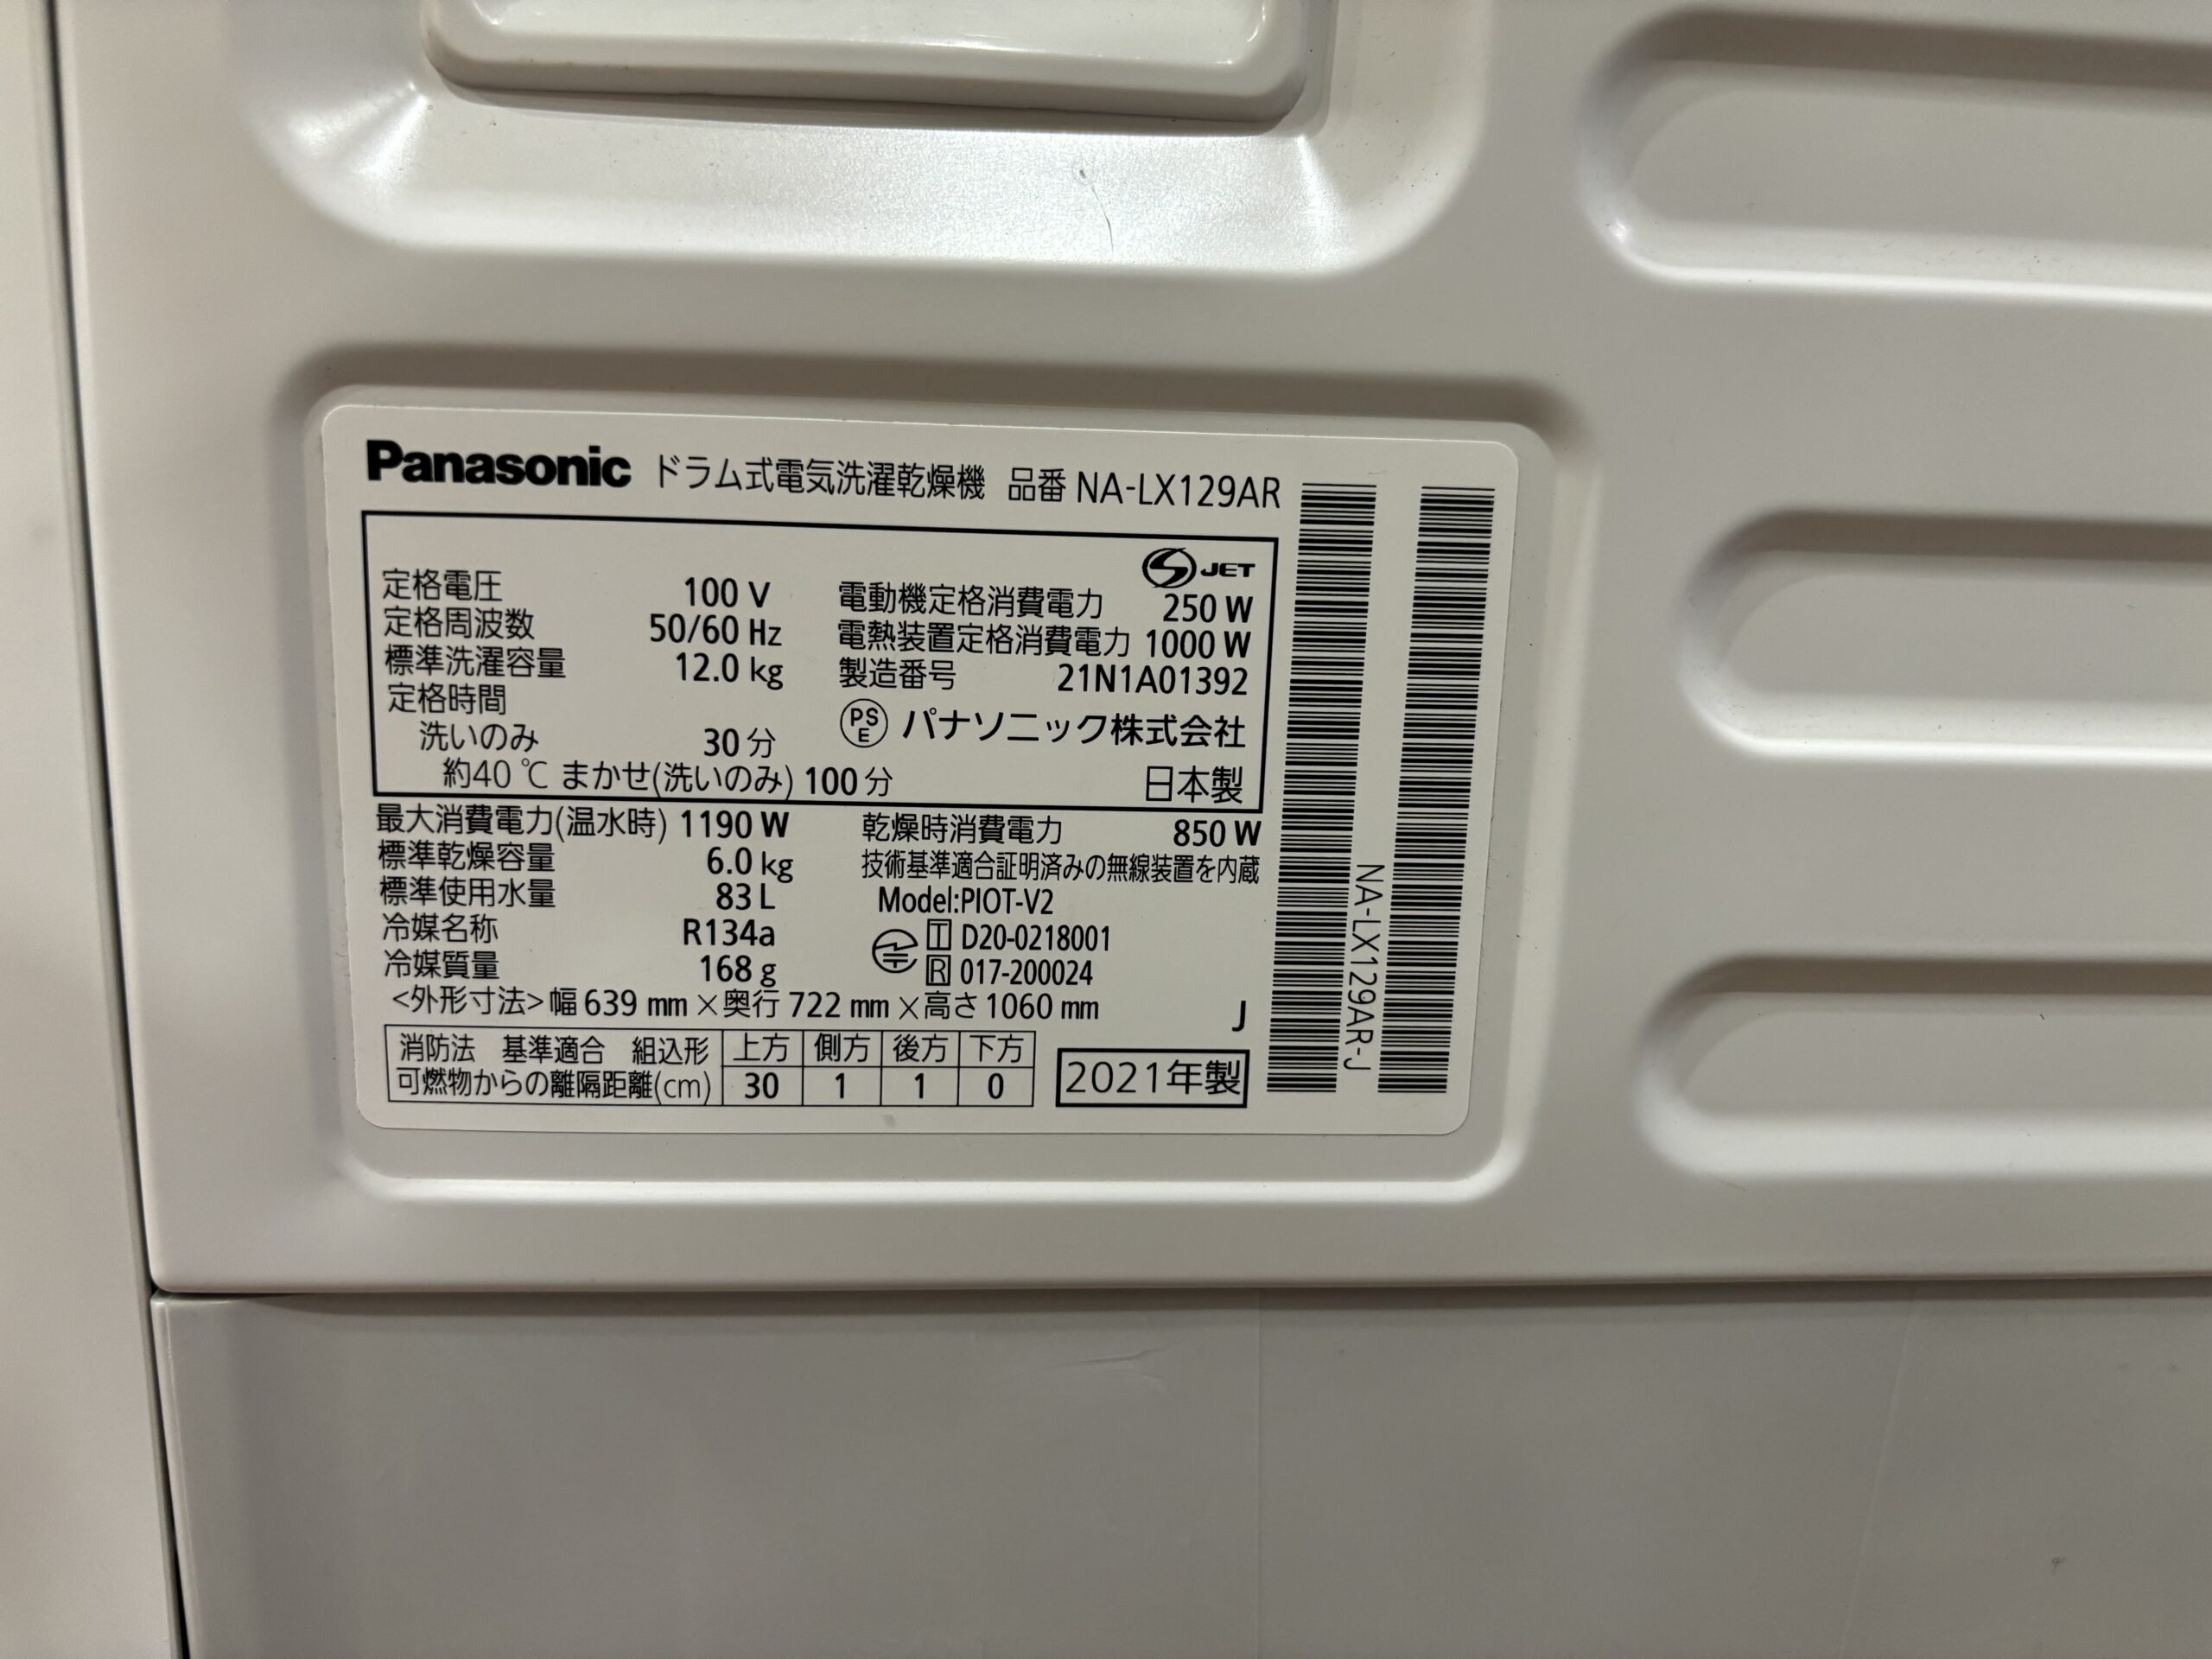 Panasonic ドラム式電気洗濯乾燥機 品番 NA-LX129AR
JET
定格電圧 100 V 電動機定格消費電力 250 W
定格周波数 50/60 Hz 電熱装置定格消費電力 1000 W
標準洗濯容量 12.0 kg 製造番号 21N1A01392
定格時間
洗いのみ 30 分 PSE パナソニック株式会社
約40 ℃ まかせ(洗いのみ) 100 分 日本製
最大消費電力(温水時) 1190 W 乾燥時消費電力 850 W
標準乾燥容量 6.0 kg 技術基準適合証明済みの無線装置を内蔵
標準使用水量 83 L Model:PIOT-V2
冷媒名称 R134a T D20-0218001
冷媒質量 168 g R 017-200024
<外形寸法>幅 639 mm×奥行 722 mm×高さ 1060 mm J
消防法 基準適合 組込形 上方 側方 後方 下方
可燃物からの離隔距離(cm) 30 1 1 0
2021年製
NA-LX129AR-J